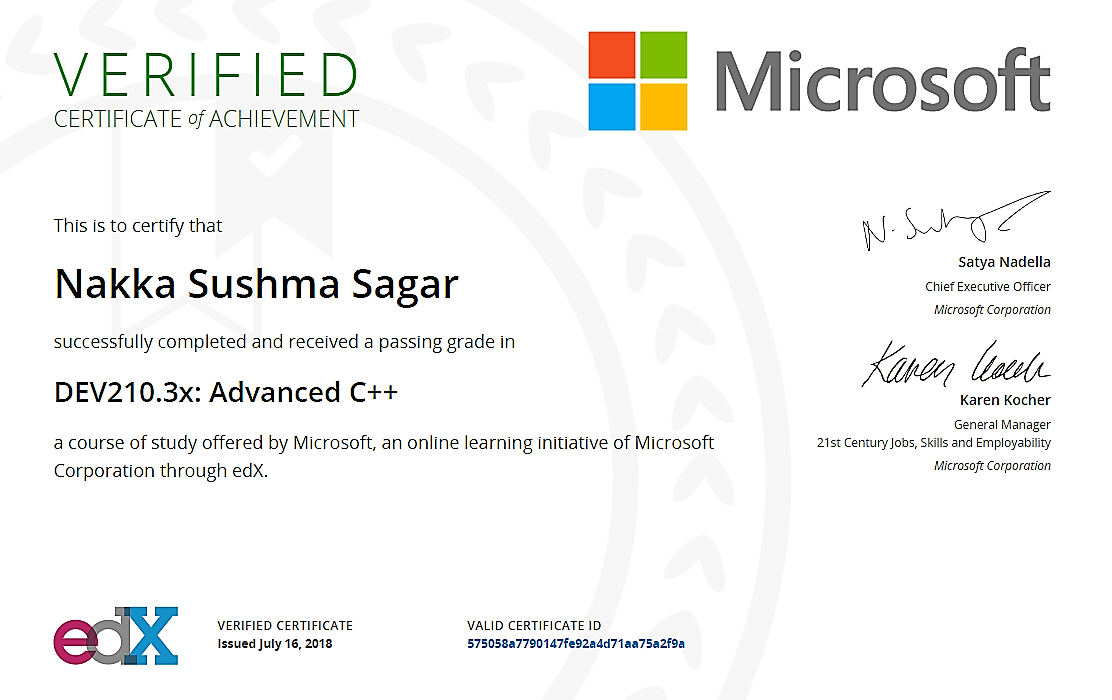 VERIFIED
CERTIFICATE of ACHIEVEMENT
Microsoft
This is to certify that
Nakka Sushma Sagar
successfully completed and received a passing grade in
DEV210.3x: Advanced C++
a course of study offered by Microsoft, an online learning initiative of Microsoft
Corporation through edX.
Satya Nadella
Chief Executive Officer
Microsoft Corporation
Karen Kocher
Karen Kocher
General Manager
21st Century Jobs, Skills and Employability
Microsoft Corporation
edX
VERIFIED CERTIFICATE
Issued July 16, 2018
VALID CERTIFICATE ID
575058a7790147fe92a4d71aa75a2f9a